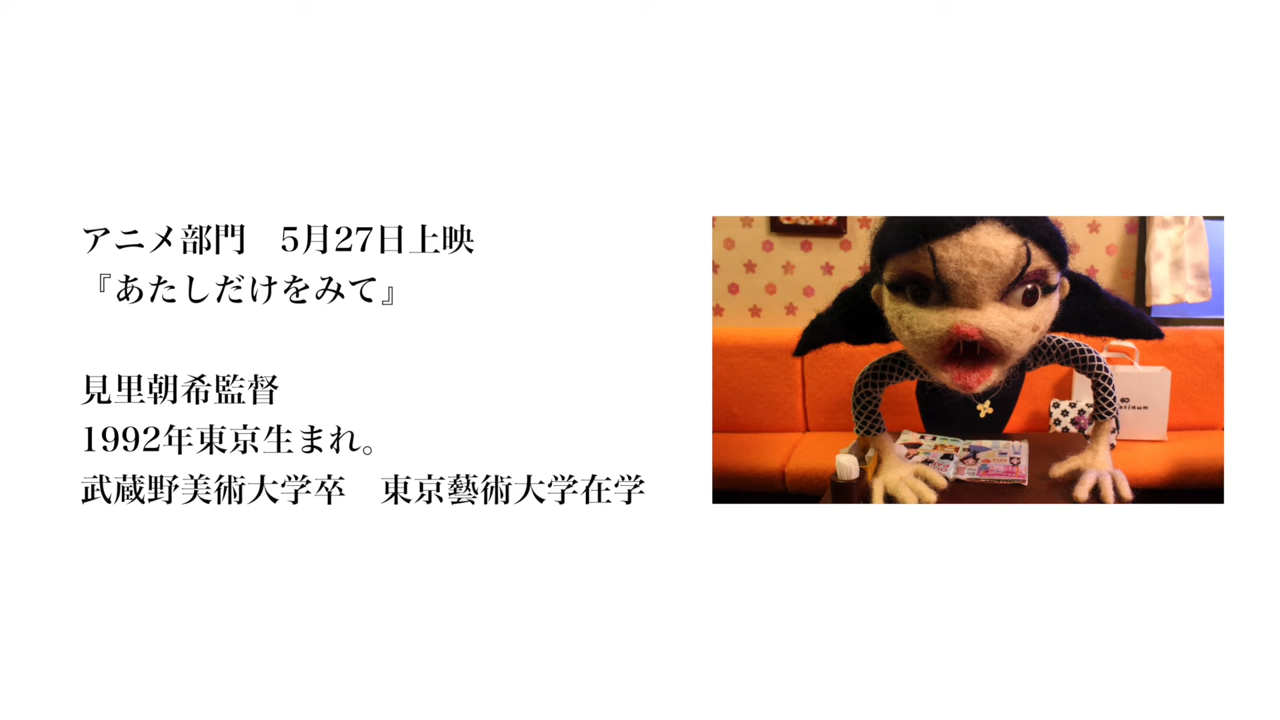 アニメ部門　5月27日上映
『あたしだけをみて』
見里朝希監督
1992年東京生まれ。
武蔵野美術大学卒　東京藝術大学在学